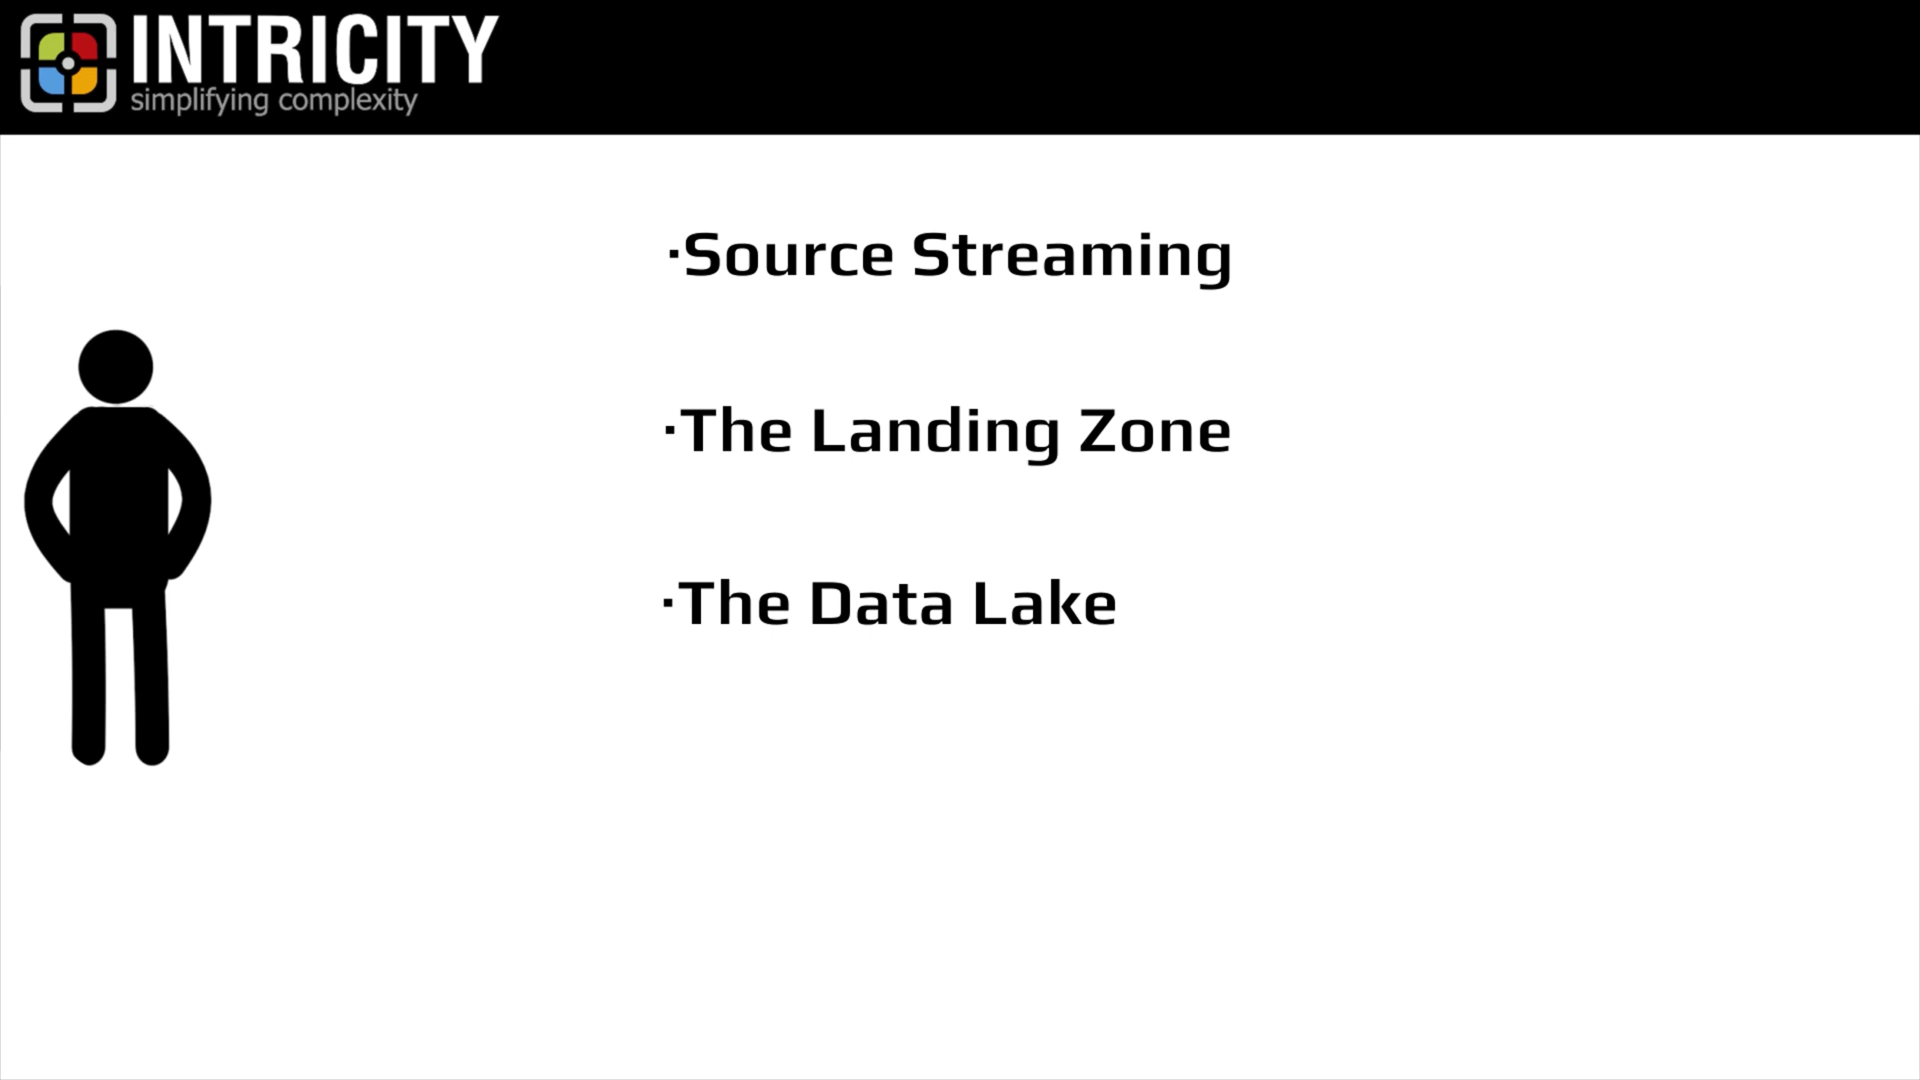 INTRICITY
simplifying complexity
·Source Streaming
·The Landing Zone
·The Data Lake